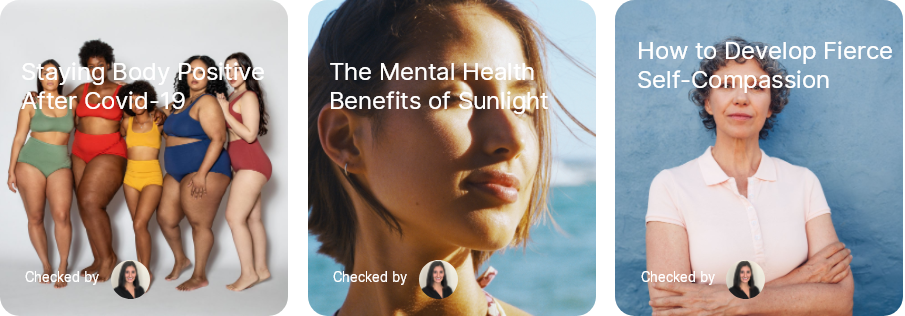 Staying Body Positive
After Covid-19
Checked by
The Mental Health
Benefits of Sunlight
Checked by
How to Develop Fierce
Self-Compassion
Checked by